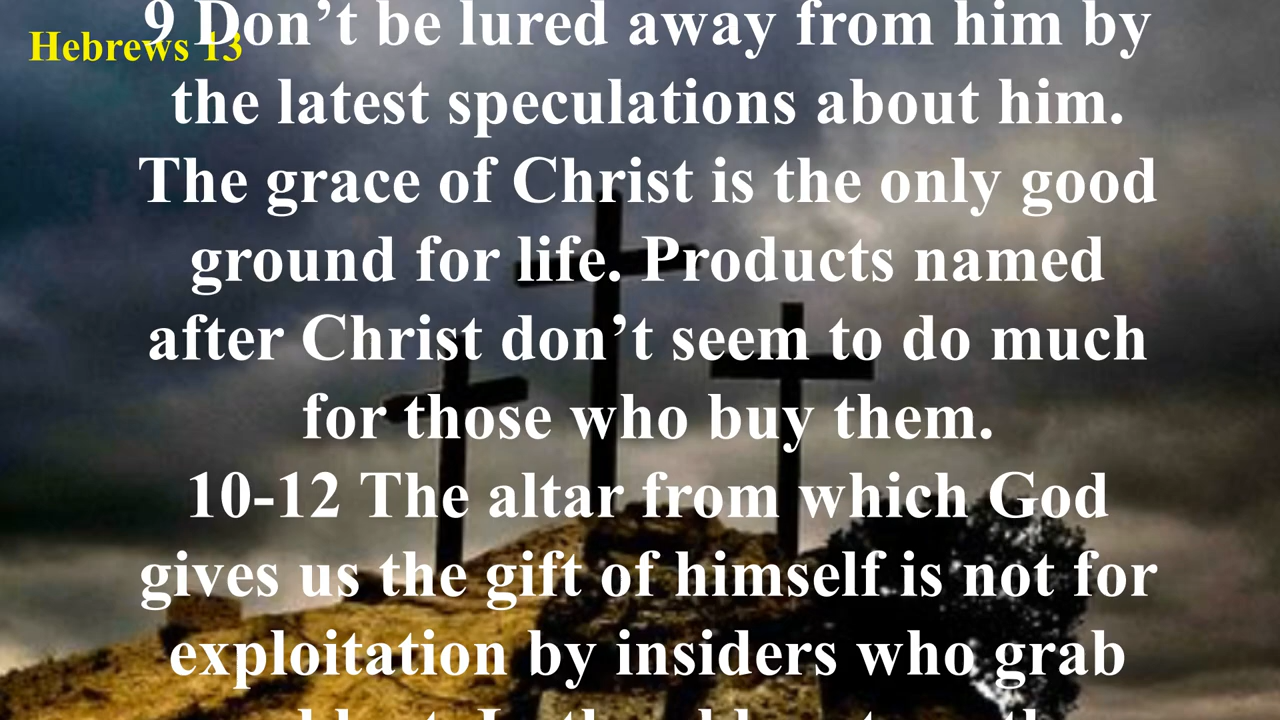 Hebrews 13
9 Don’t be lured away from him by
the latest speculations about him.
The grace of Christ is the only good
ground for life. Products named
after Christ don’t seem to do much
for those who buy them.
10-12 The altar from which God
gives us the gift of himself is not for
exploitation by insiders who grab